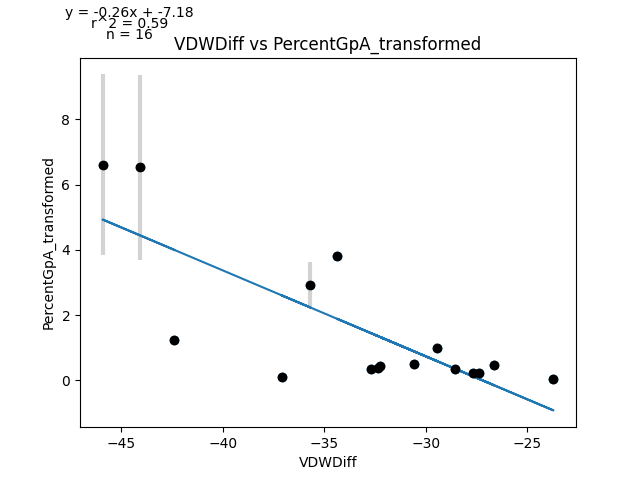 y = -0.26x + -7.18
r^2 = 0.59
n = 16
VDWDiff vs PercentGpA_transformed
PercentGpA_transformed
8
6
4
2
0
−45 −40 −35 −30 −25
VDWDiff